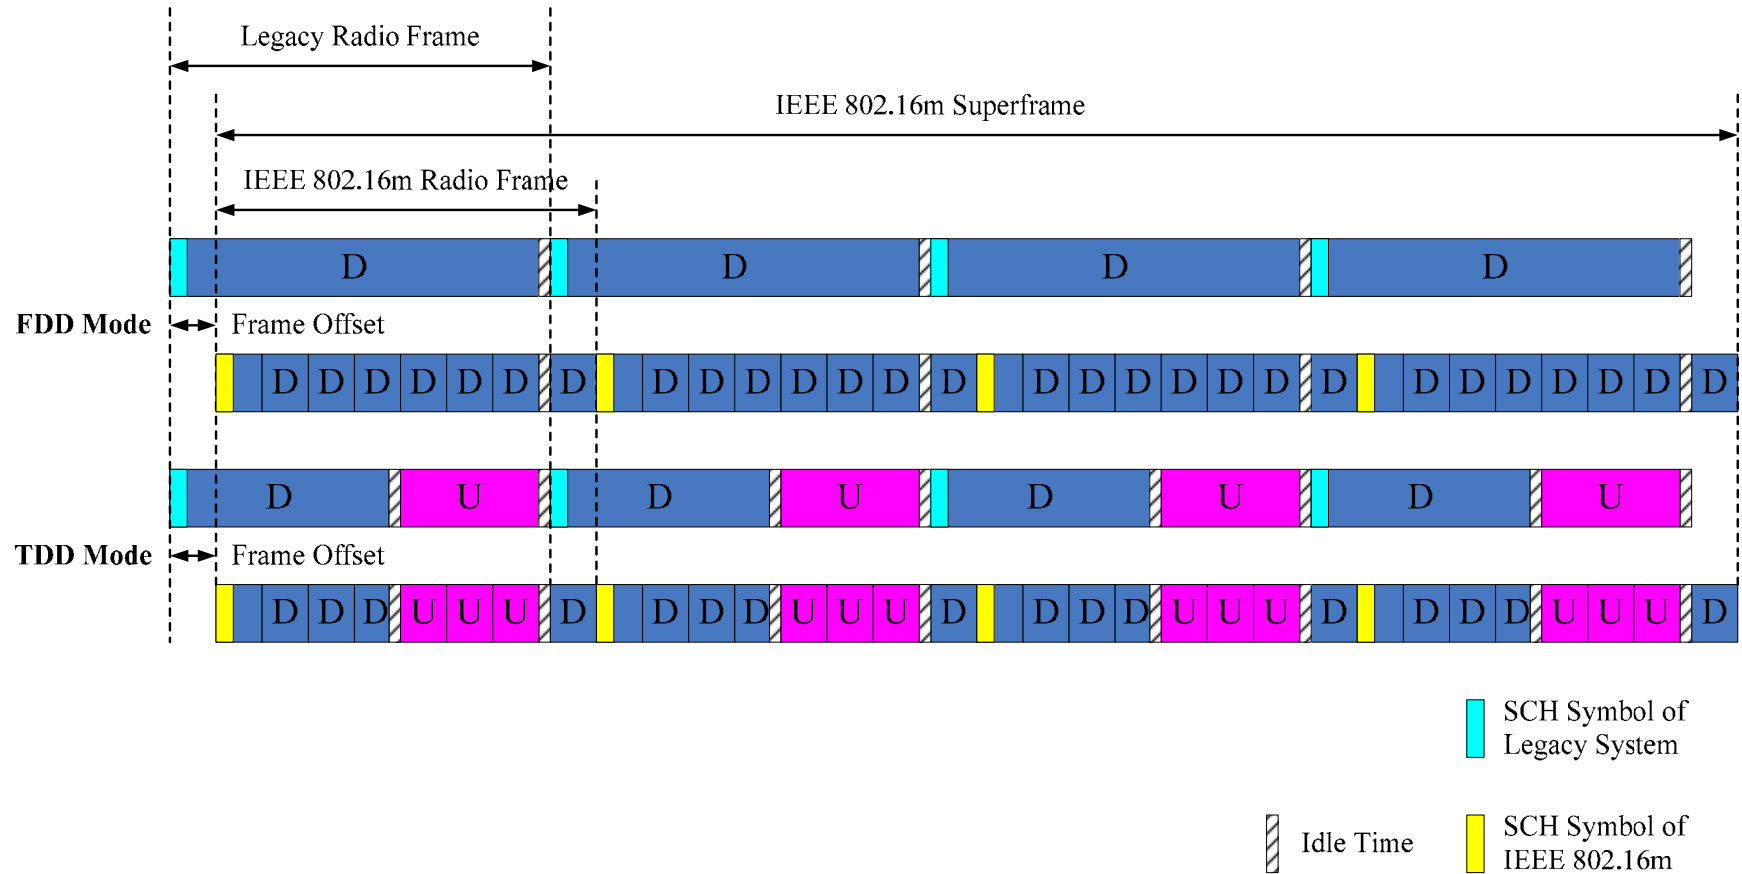 Legacy Radio Frame
IEEE 802.16m Superframe
IEEE 802.16m Radio Frame
D D D D
FDD Mode Frame Offset
D D D D D D D D D D D D D D D D D D D D D D D D D D D D
D U D U D U D U
TDD Mode Frame Offset
D D D U U U D D D D U U U D D D D U U U D D D D U U U D
SCH Symbol of
Legacy System
Idle Time
SCH Symbol of
IEEE 802.16m